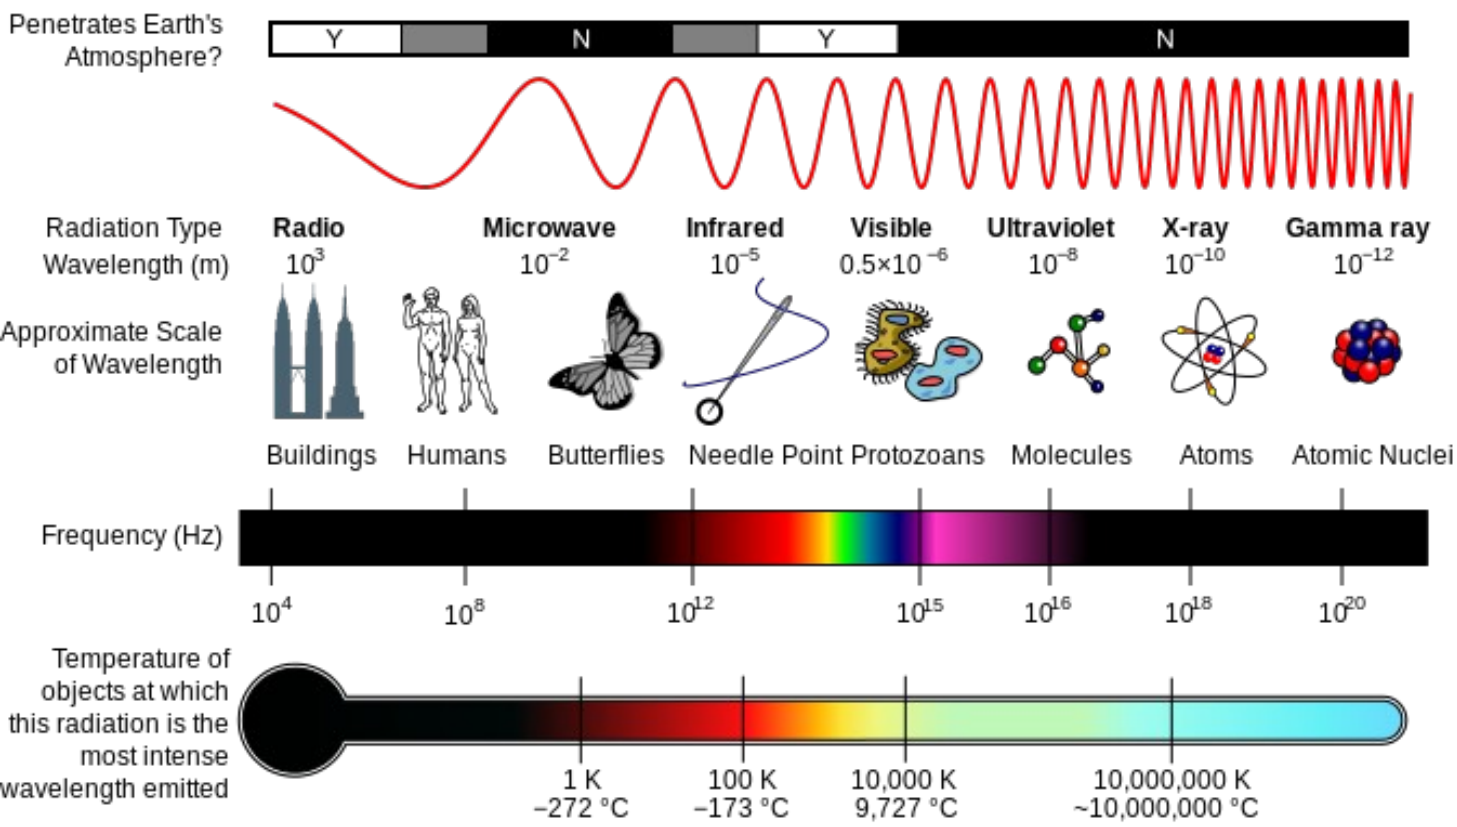 Penetrates Earth's
Atmosphere?
Y N Y N
Radiation Type Radio Microwave Infrared Visible Ultraviolet X-ray Gamma ray
Wavelength (m) 10³ 10⁻² 10⁻⁵ 0.5×10⁻⁶ 10⁻⁸ 10⁻¹⁰ 10⁻¹²
Approximate Scale
of Wavelength
Buildings Humans Butterflies Needle Point Protozoans Molecules Atoms Atomic Nuclei
Frequency (Hz)
10⁴ 10⁸ 10¹² 10¹⁵ 10¹⁶ 10¹⁸ 10²⁰
Temperature of
objects at which
this radiation is the
most intense
wavelength emitted
1 K 100 K 10,000 K 10,000,000 K
−272 °C −173 °C 9,727 °C ~10,000,000 °C